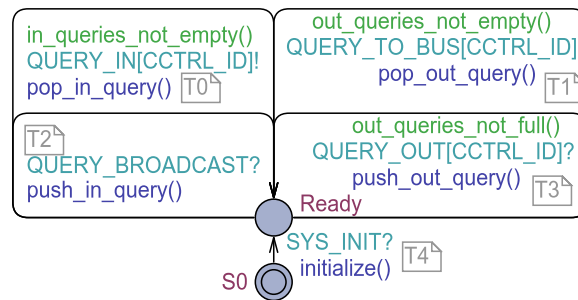 in_queries_not_empty()
QUERY_IN[CCTRL_ID]!
pop_in_query()
T0
out_queries_not_empty()
QUERY_TO_BUS[CCTRL_ID]
pop_out_query()
T1
T2
QUERY_BROADCAST?
push_in_query()
out_queries_not_full()
QUERY_OUT[CCTRL_ID]?
push_out_query()
T3
Ready
SYS_INIT?
initialize()
T4
S0